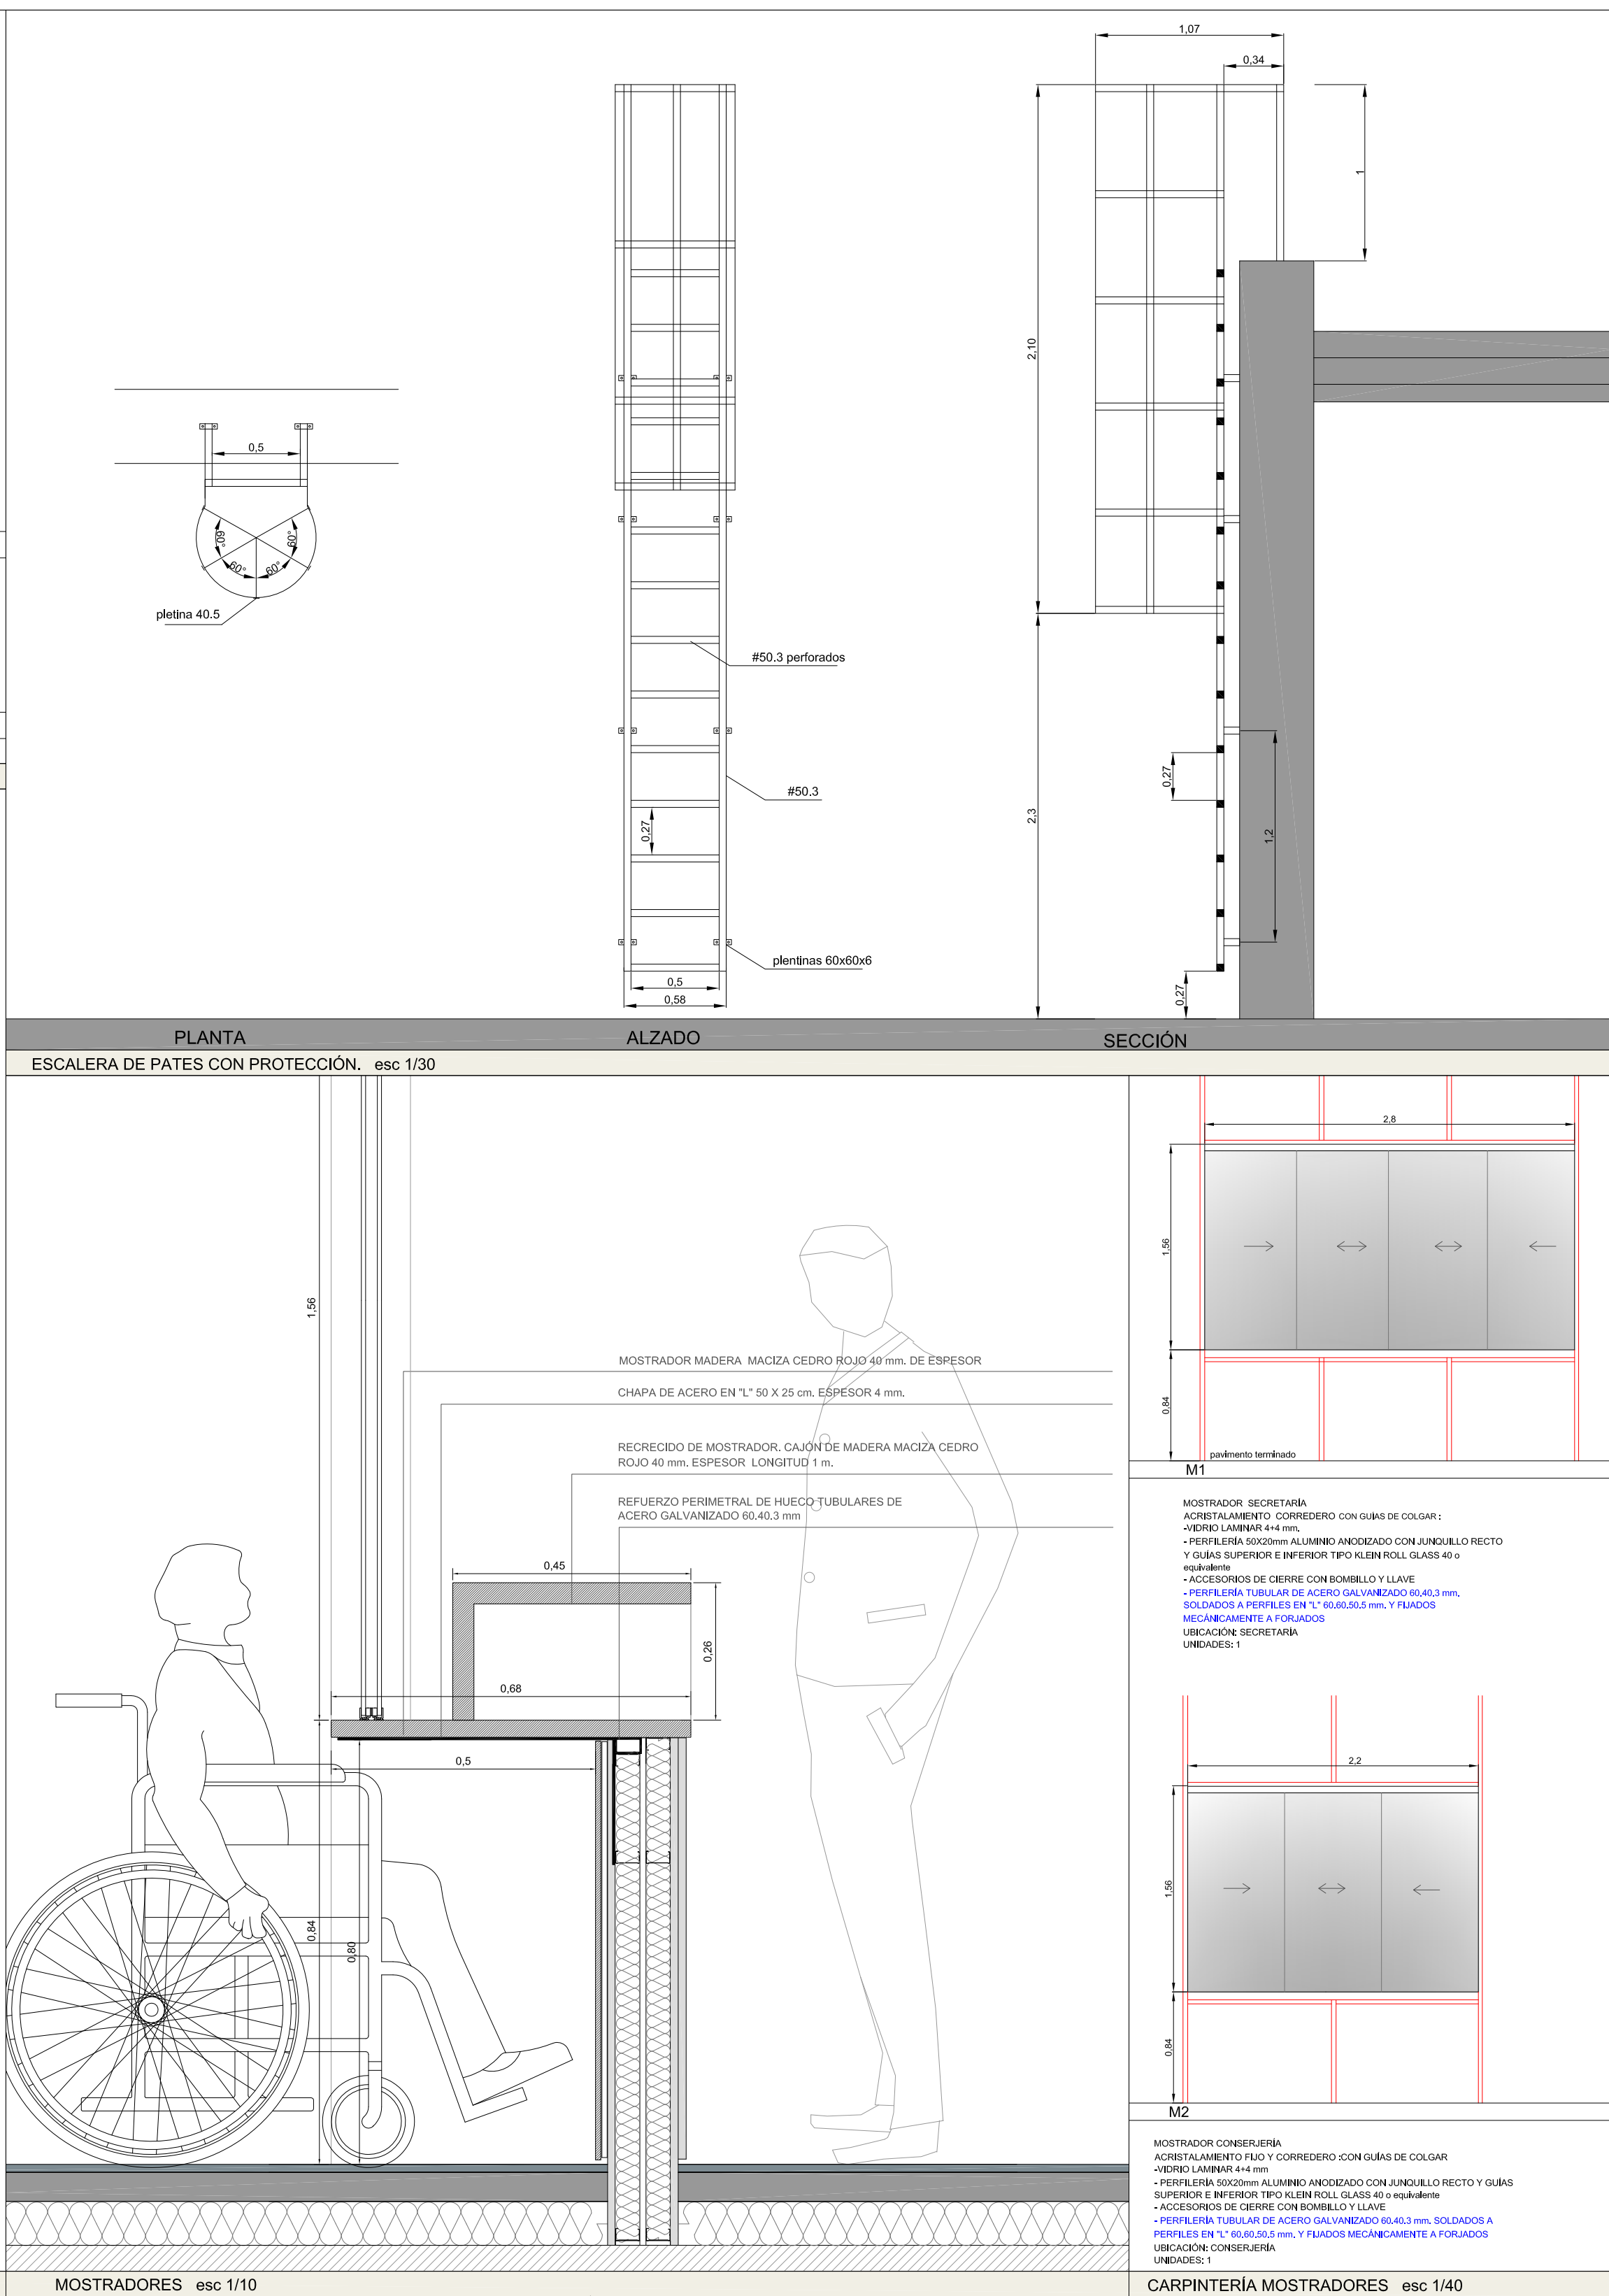 1,07
0,34
1
2,10
0,5
60°
60°
60°
60°
pletina 40.5
#50.3 perforados
#50.3
0,27
0,27
2,3
1,2
plentinas 60x60x6
0,5
0,58
0,27
PLANTA
ALZADO
SECCIÓN
ESCALERA DE PATES CON PROTECCIÓN. esc 1/30
1,56
MOSTRADOR MADERA MACIZA CEDRO ROJO 40 mm. DE ESPESOR
CHAPA DE ACERO EN "L" 50 X 25 cm. ESPESOR 4 mm.
RECRECIDO DE MOSTRADOR. CAJÓN DE MADERA MACIZA CEDRO
ROJO 40 mm. ESPESOR LONGITUD 1 m.
REFUERZO PERIMETRAL DE HUECO TUBULARES DE
ACERO GALVANIZADO 60.40.3 mm
0,45
0,26
0,68
0,5
0,84
0,80
MOSTRADORES esc 1/10
2,8
1,56
0,84
pavimento terminado
M1
MOSTRADOR SECRETARÍA
ACRISTALAMIENTO CORREDERO CON GUÍAS DE COLGAR :
-VIDRIO LAMINAR 4+4 mm.
- PERFILERÍA 50X20mm ALUMINIO ANODIZADO CON JUNQUILLO RECTO
Y GUÍAS SUPERIOR E INFERIOR TIPO KLEIN ROLL GLASS 40 o
equivalente
- ACCESORIOS DE CIERRE CON BOMBILLO Y LLAVE
- PERFILERÍA TUBULAR DE ACERO GALVANIZADO 60.40.3 mm.
SOLDADOS A PERFILES EN "L" 60.60.50.5 mm. Y FIJADOS
MECÁNICAMENTE A FORJADOS
UBICACIÓN: SECRETARÍA
UNIDADES: 1
2,2
1,56
0,84
M2
MOSTRADOR CONSERJERÍA
ACRISTALAMIENTO FIJO Y CORREDERO :CON GUÍAS DE COLGAR
-VIDRIO LAMINAR 4+4 mm
- PERFILERÍA 50X20mm ALUMINIO ANODIZADO CON JUNQUILLO RECTO Y GUÍAS
SUPERIOR E INFERIOR TIPO KLEIN ROLL GLASS 40 o equivalente
- ACCESORIOS DE CIERRE CON BOMBILLO Y LLAVE
- PERFILERÍA TUBULAR DE ACERO GALVANIZADO 60.40.3 mm. SOLDADOS A
PERFILES EN "L" 60.60.50.5 mm. Y FIJADOS MECÁNICAMENTE A FORJADOS
UBICACIÓN: CONSERJERÍA
UNIDADES: 1
CARPINTERÍA MOSTRADORES esc 1/40